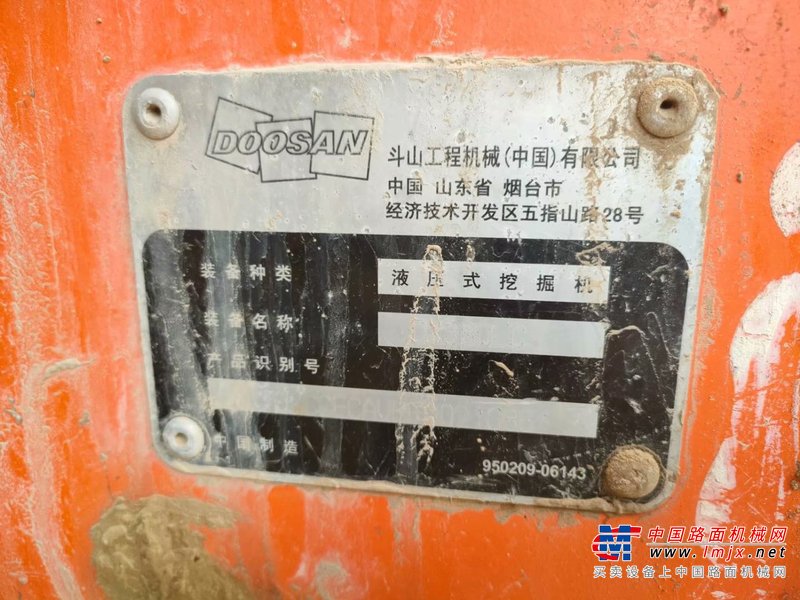 DOOSAN
斗山工程机械(中国)有限公司
中国 山东省 烟台市
经济技术开发区五指山路28号
装备种类
液压式挖掘机
装备名称
产品识别号
中国制造
950209-06143
中国路面机械网
www.lmjx.net
买卖设备上中国路面机械网